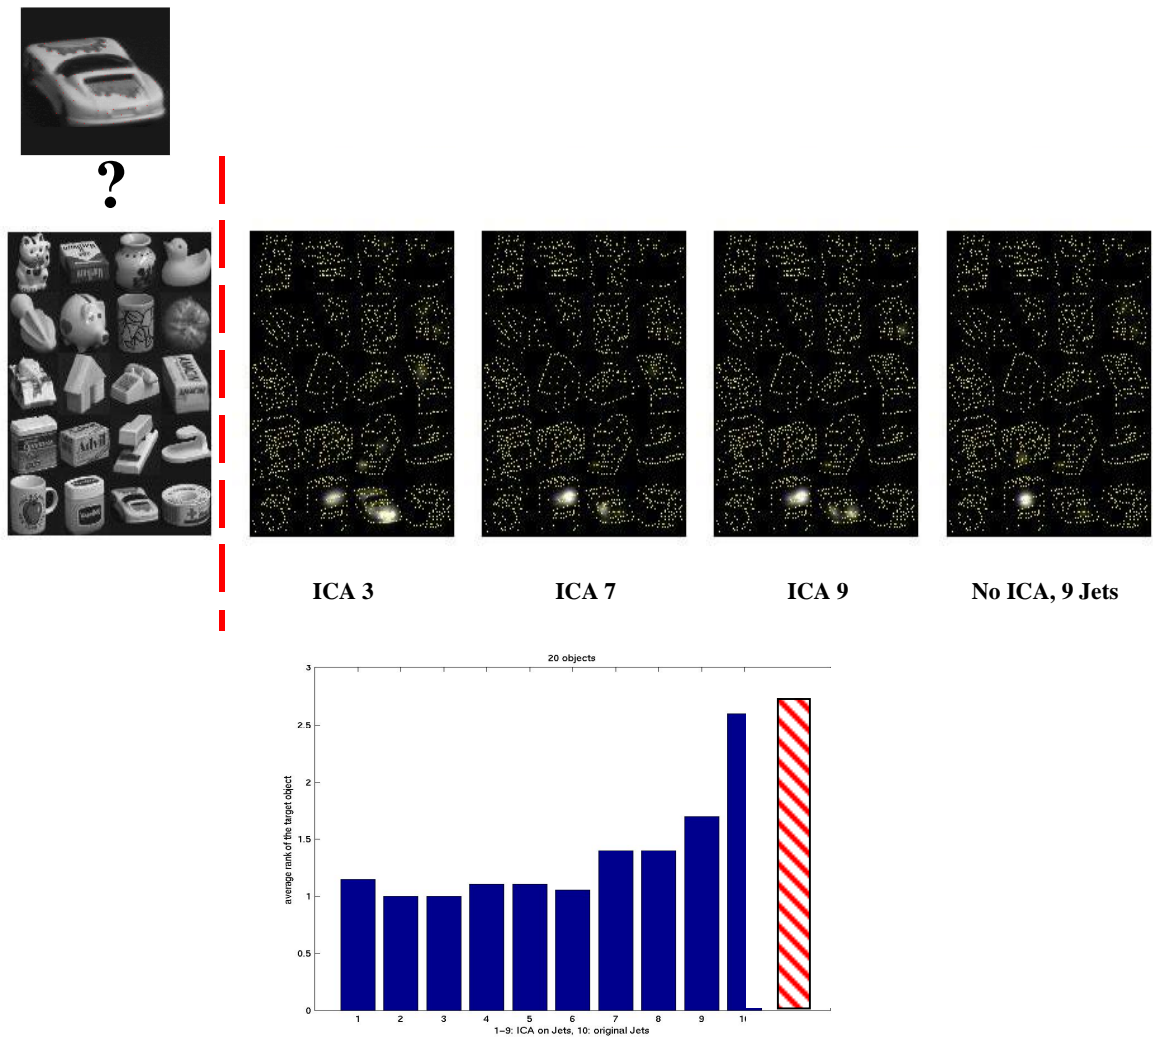 ?
Advil
ICA 3
ICA 7
ICA 9
No ICA, 9 Jets
20 objects
3
2.5
2
1.5
1
0.5
0
average rank of the target object
1 2 3 4 5 6 7 8 9
1-9: ICA on Jets, 10: original Jets